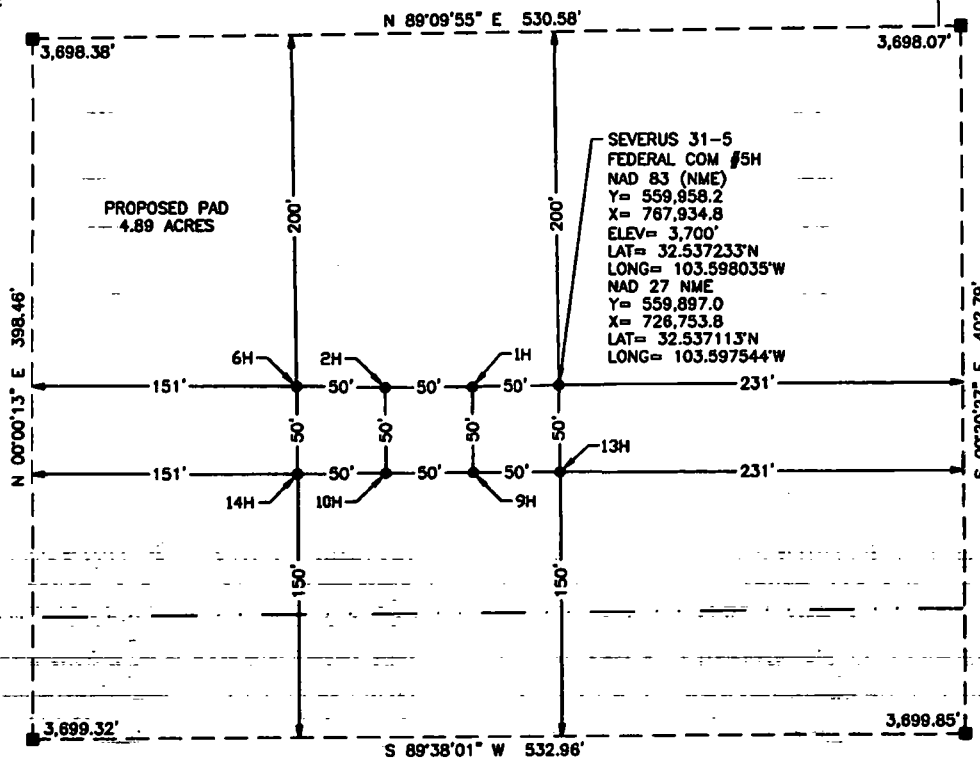 N 89°09'55" E 530.58'
3,698.38'
3,698.07'
SEVERUS 31-5
FEDERAL COM #5H
NAD 83 (NME)
Y= 559,958.2
X= 767,934.8
ELEV= 3,700'
LAT= 32.537233°N
LONG= 103.598035°W
NAD 27 NME
Y= 559,897.0
X= 726,753.8
LAT= 32.537113°N
LONG= 103.597544°W
PROPOSED PAD
4.89 ACRES
200'
200'
N 00°00'13" E 398.46'
6H
2H
1H
151'
50'
50'
50'
231'
50'
50'
50'
50'
13H
151'
50'
50'
50'
231'
14H
10H
9H
150'
150'
3,699.32'
3,699.85'
S 89°38'01" W 532.96'